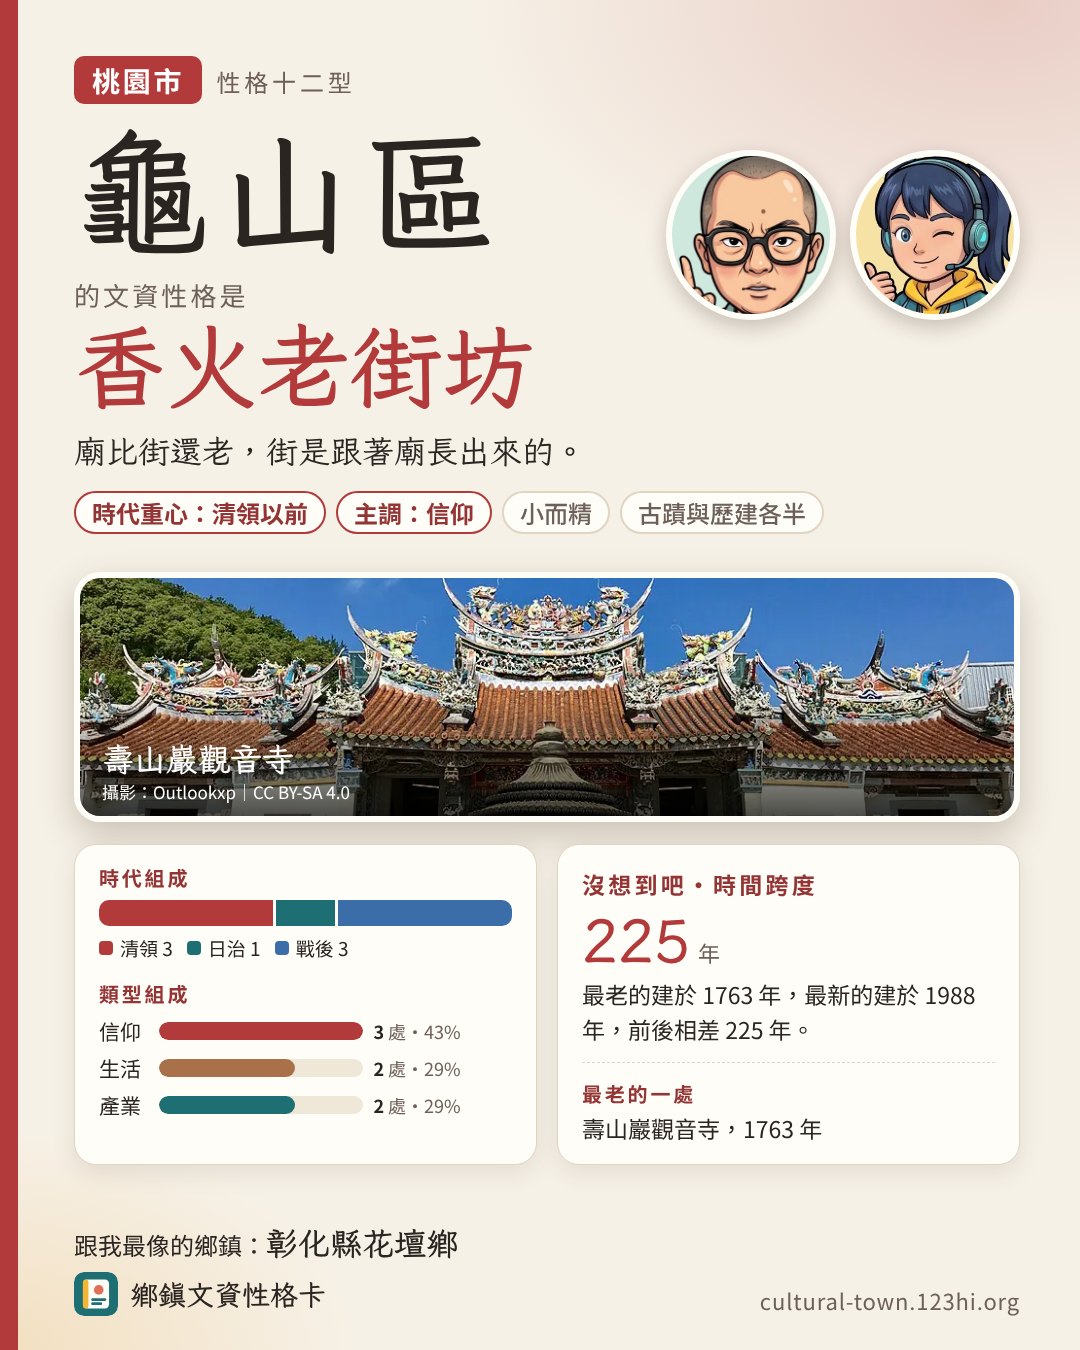 桃園市 性格十二型
龜山區
的文資性格是
香火老街坊
廟比街還老，街是跟著廟長出來的。
時代重心：清領以前 主調：信仰 小而精 古蹟與歷建各半
壽山巖觀音寺
攝影：Outlookxp｜CC BY-SA 4.0
時代組成
清領 3 日治 1 戰後 3
類型組成
信仰 3 處・43%
生活 2 處・29%
產業 2 處・29%
沒想到吧・時間跨度
225 年
最老的建於 1763 年，最新的建於 1988
年，前後相差 225 年。
最老的一處
壽山巖觀音寺，1763 年
跟我最像的鄉鎮：彰化縣花壇鄉
鄉鎮文資性格卡
cultural-town.123hi.org